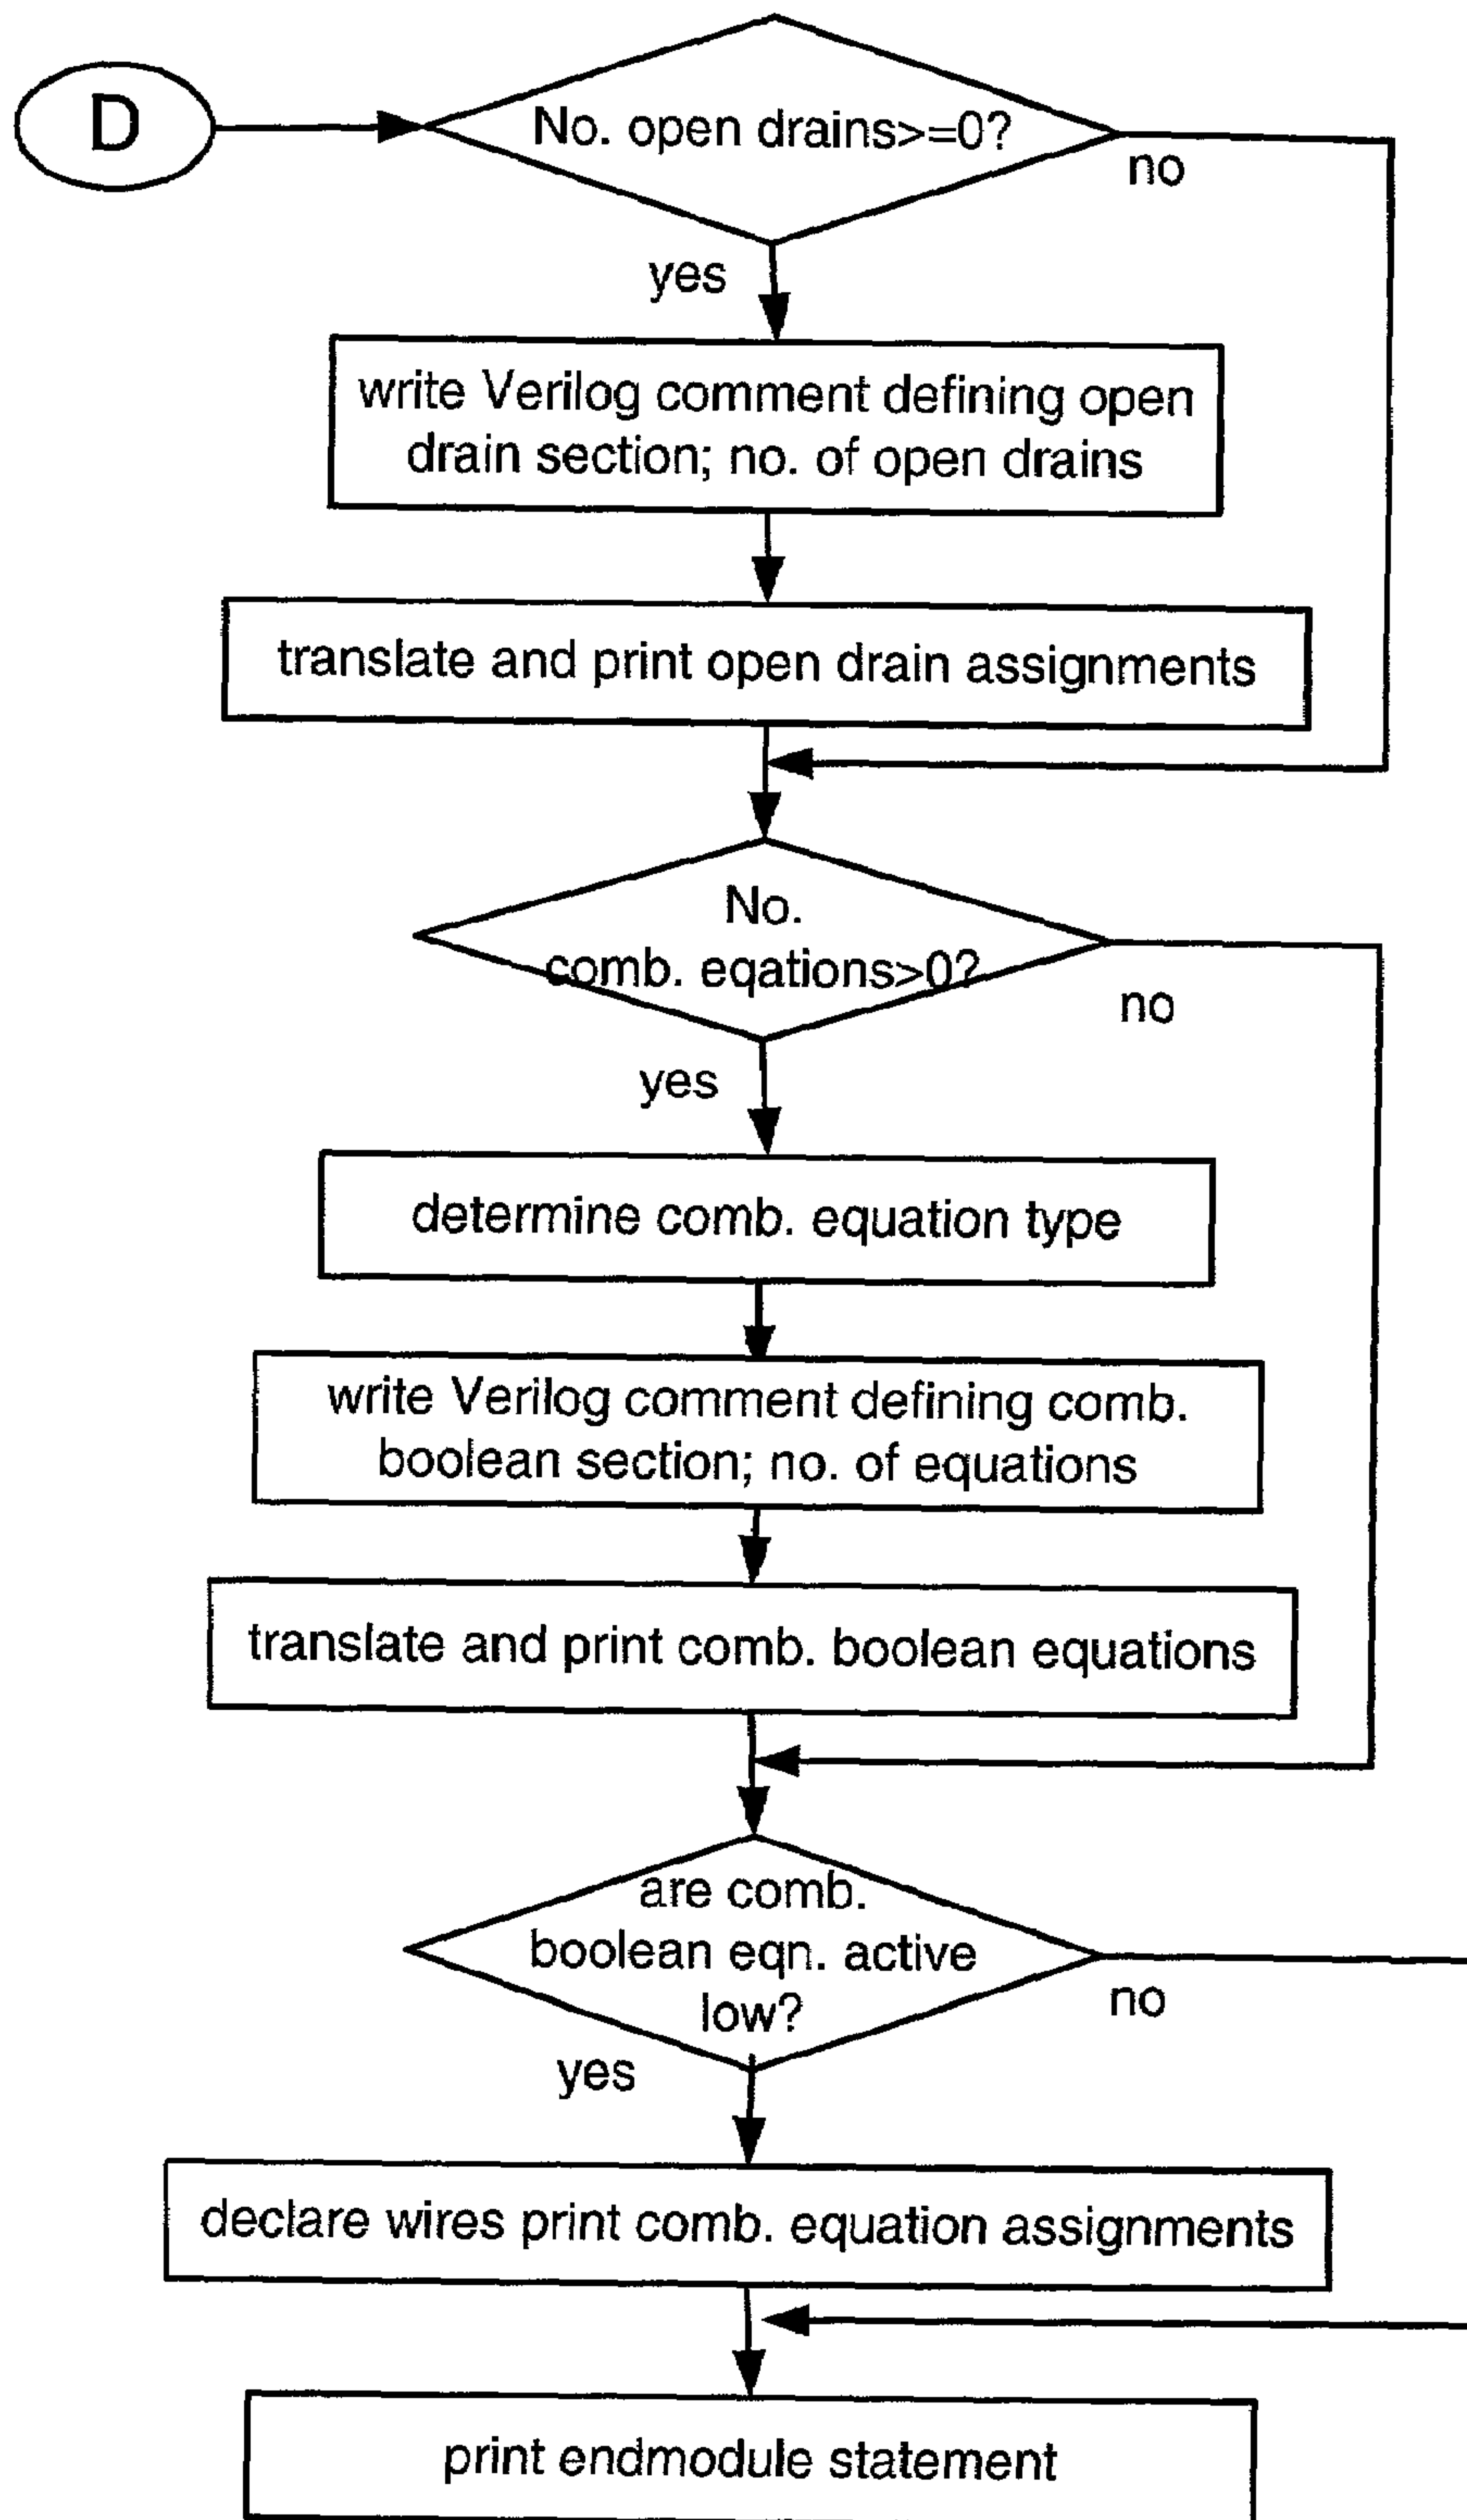 D
No. open drains>=0?
no
yes
write Verilog comment defining open
drain section; no. of open drains
translate and print open drain assignments
No.
comb. eqations>0?
no
yes
determine comb. equation type
write Verilog comment defining comb.
boolean section; no. of equations
translate and print comb. boolean equations
are comb.
boolean eqn. active
low?
no
yes
declare wires print comb. equation assignments
print endmodule statement